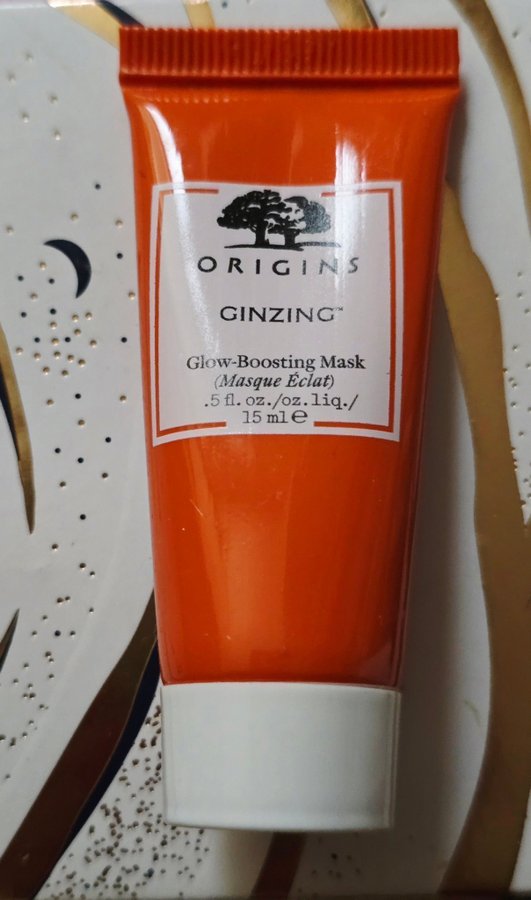 ORIGINS
GINZING™
Glow-Boosting Mask
(Masque Éclat)
.5 fl. oz./oz. liq./
15 ml ℮